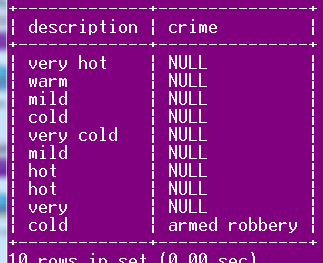 +-------------+---------------+
| description | crime         |
+-------------+---------------+
| very hot    | NULL          |
| warm        | NULL          |
| mild        | NULL          |
| cold        | NULL          |
| very cold   | NULL          |
| mild        | NULL          |
| hot         | NULL          |
| hot         | NULL          |
| very        | NULL          |
| cold        | armed robbery |
+-------------+---------------+
10 rows in set (0.00 sec)